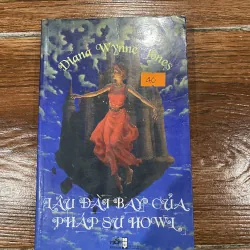 Diana Wynne Jones
LÂU ĐÀI BAY CỦA
PHÁP SƯ HOWL